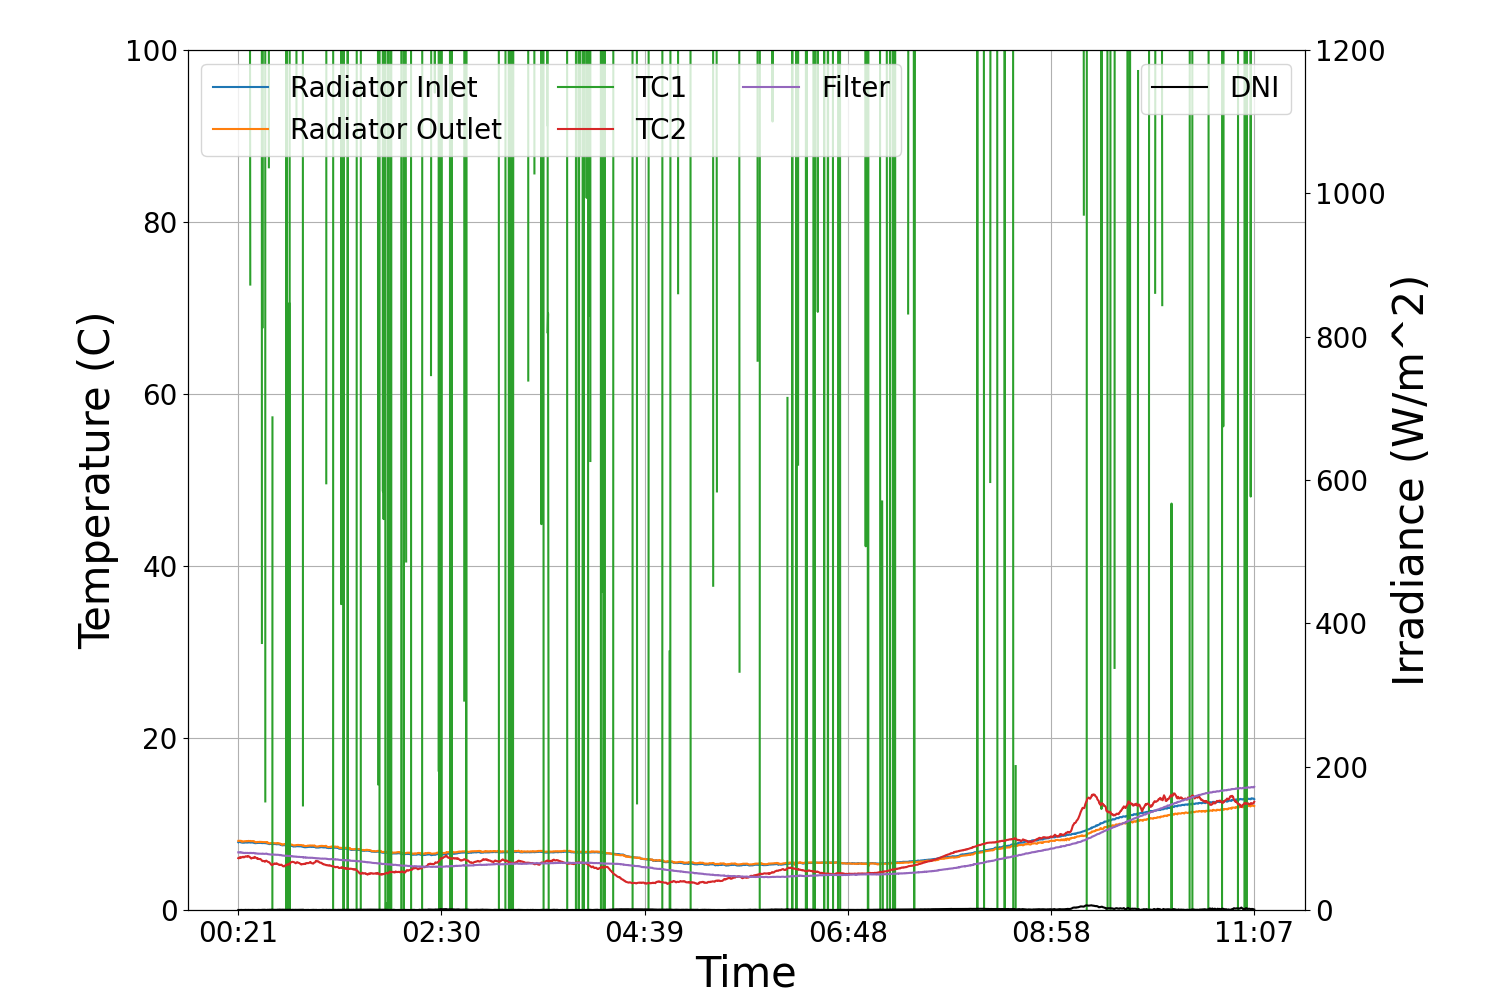 Radiator Inlet
Radiator Outlet
TC1
TC2
Filter
DNI
100
80
60
40
20
0
Temperature (C)
1200
1000
800
600
400
200
0
Irradiance (W/m^2)
00:21 02:30 04:39 06:48 08:58 11:07
Time